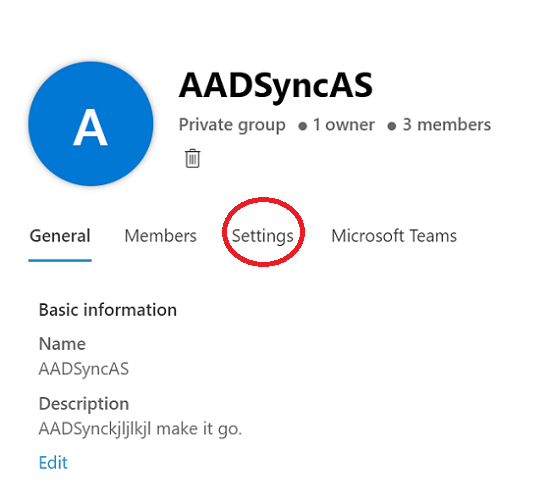 A
AADSyncAS
Private group ● 1 owner ● 3 members
General Members Settings Microsoft Teams
Basic information
Name
AADSyncAS
Description
AADSynckjljlkjl make it go.
Edit